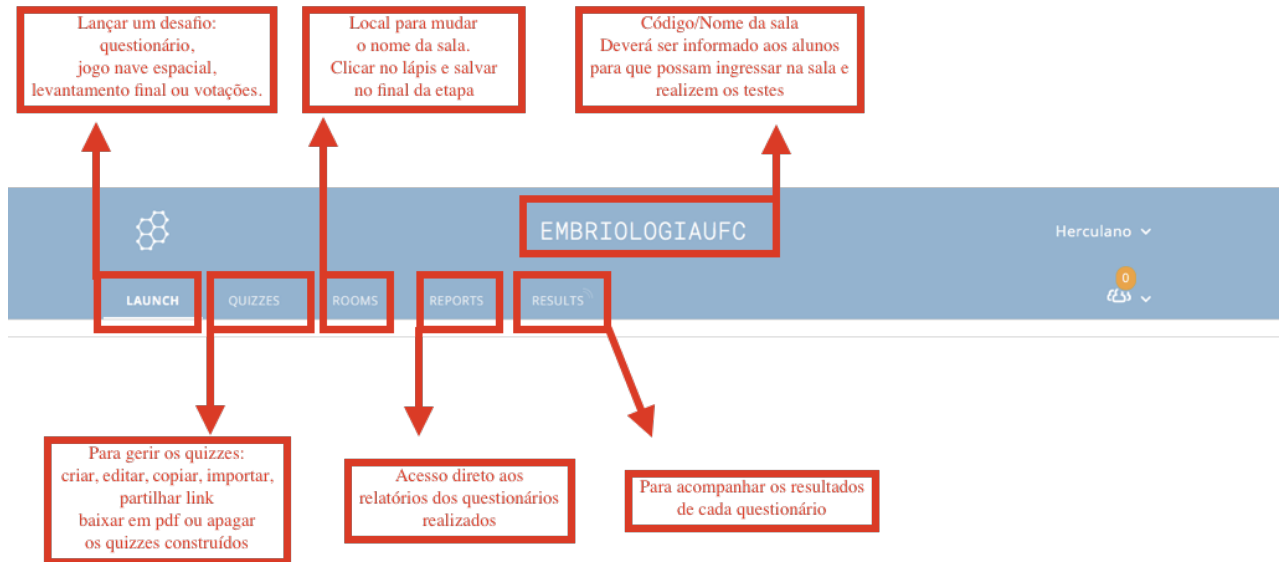 Lançar um desafio:
questionário,
jogo nave espacial,
levantamento final ou votações.
Local para mudar
o nome da sala.
Clicar no lápis e salvar
no final da etapa
Código/Nome da sala
Deverá ser informado aos alunos
para que possam ingressar na sala e
realizem os testes
EMBRIOLOGIAUFC
Herculano
0
LAUNCH
QUIZZES
ROOMS
REPORTS
RESULTS
Para gerir os quizzes:
criar, editar, copiar, importar,
partilhar link
baixar em pdf ou apagar
os quizzes construídos
Acesso direto aos
relatórios dos questionários
realizados
Para acompanhar os resultados
de cada questionário